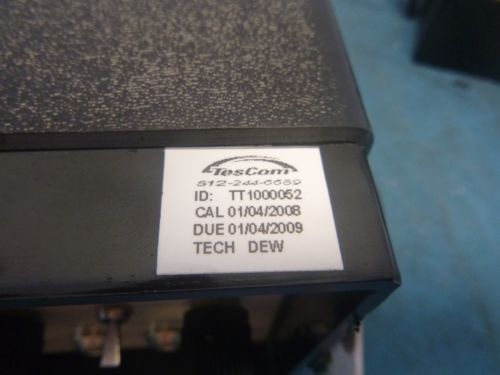 TesCom
512-244-6689
ID: TT1000052
CAL 01/04/2008
DUE 01/04/2009
TECH DEW